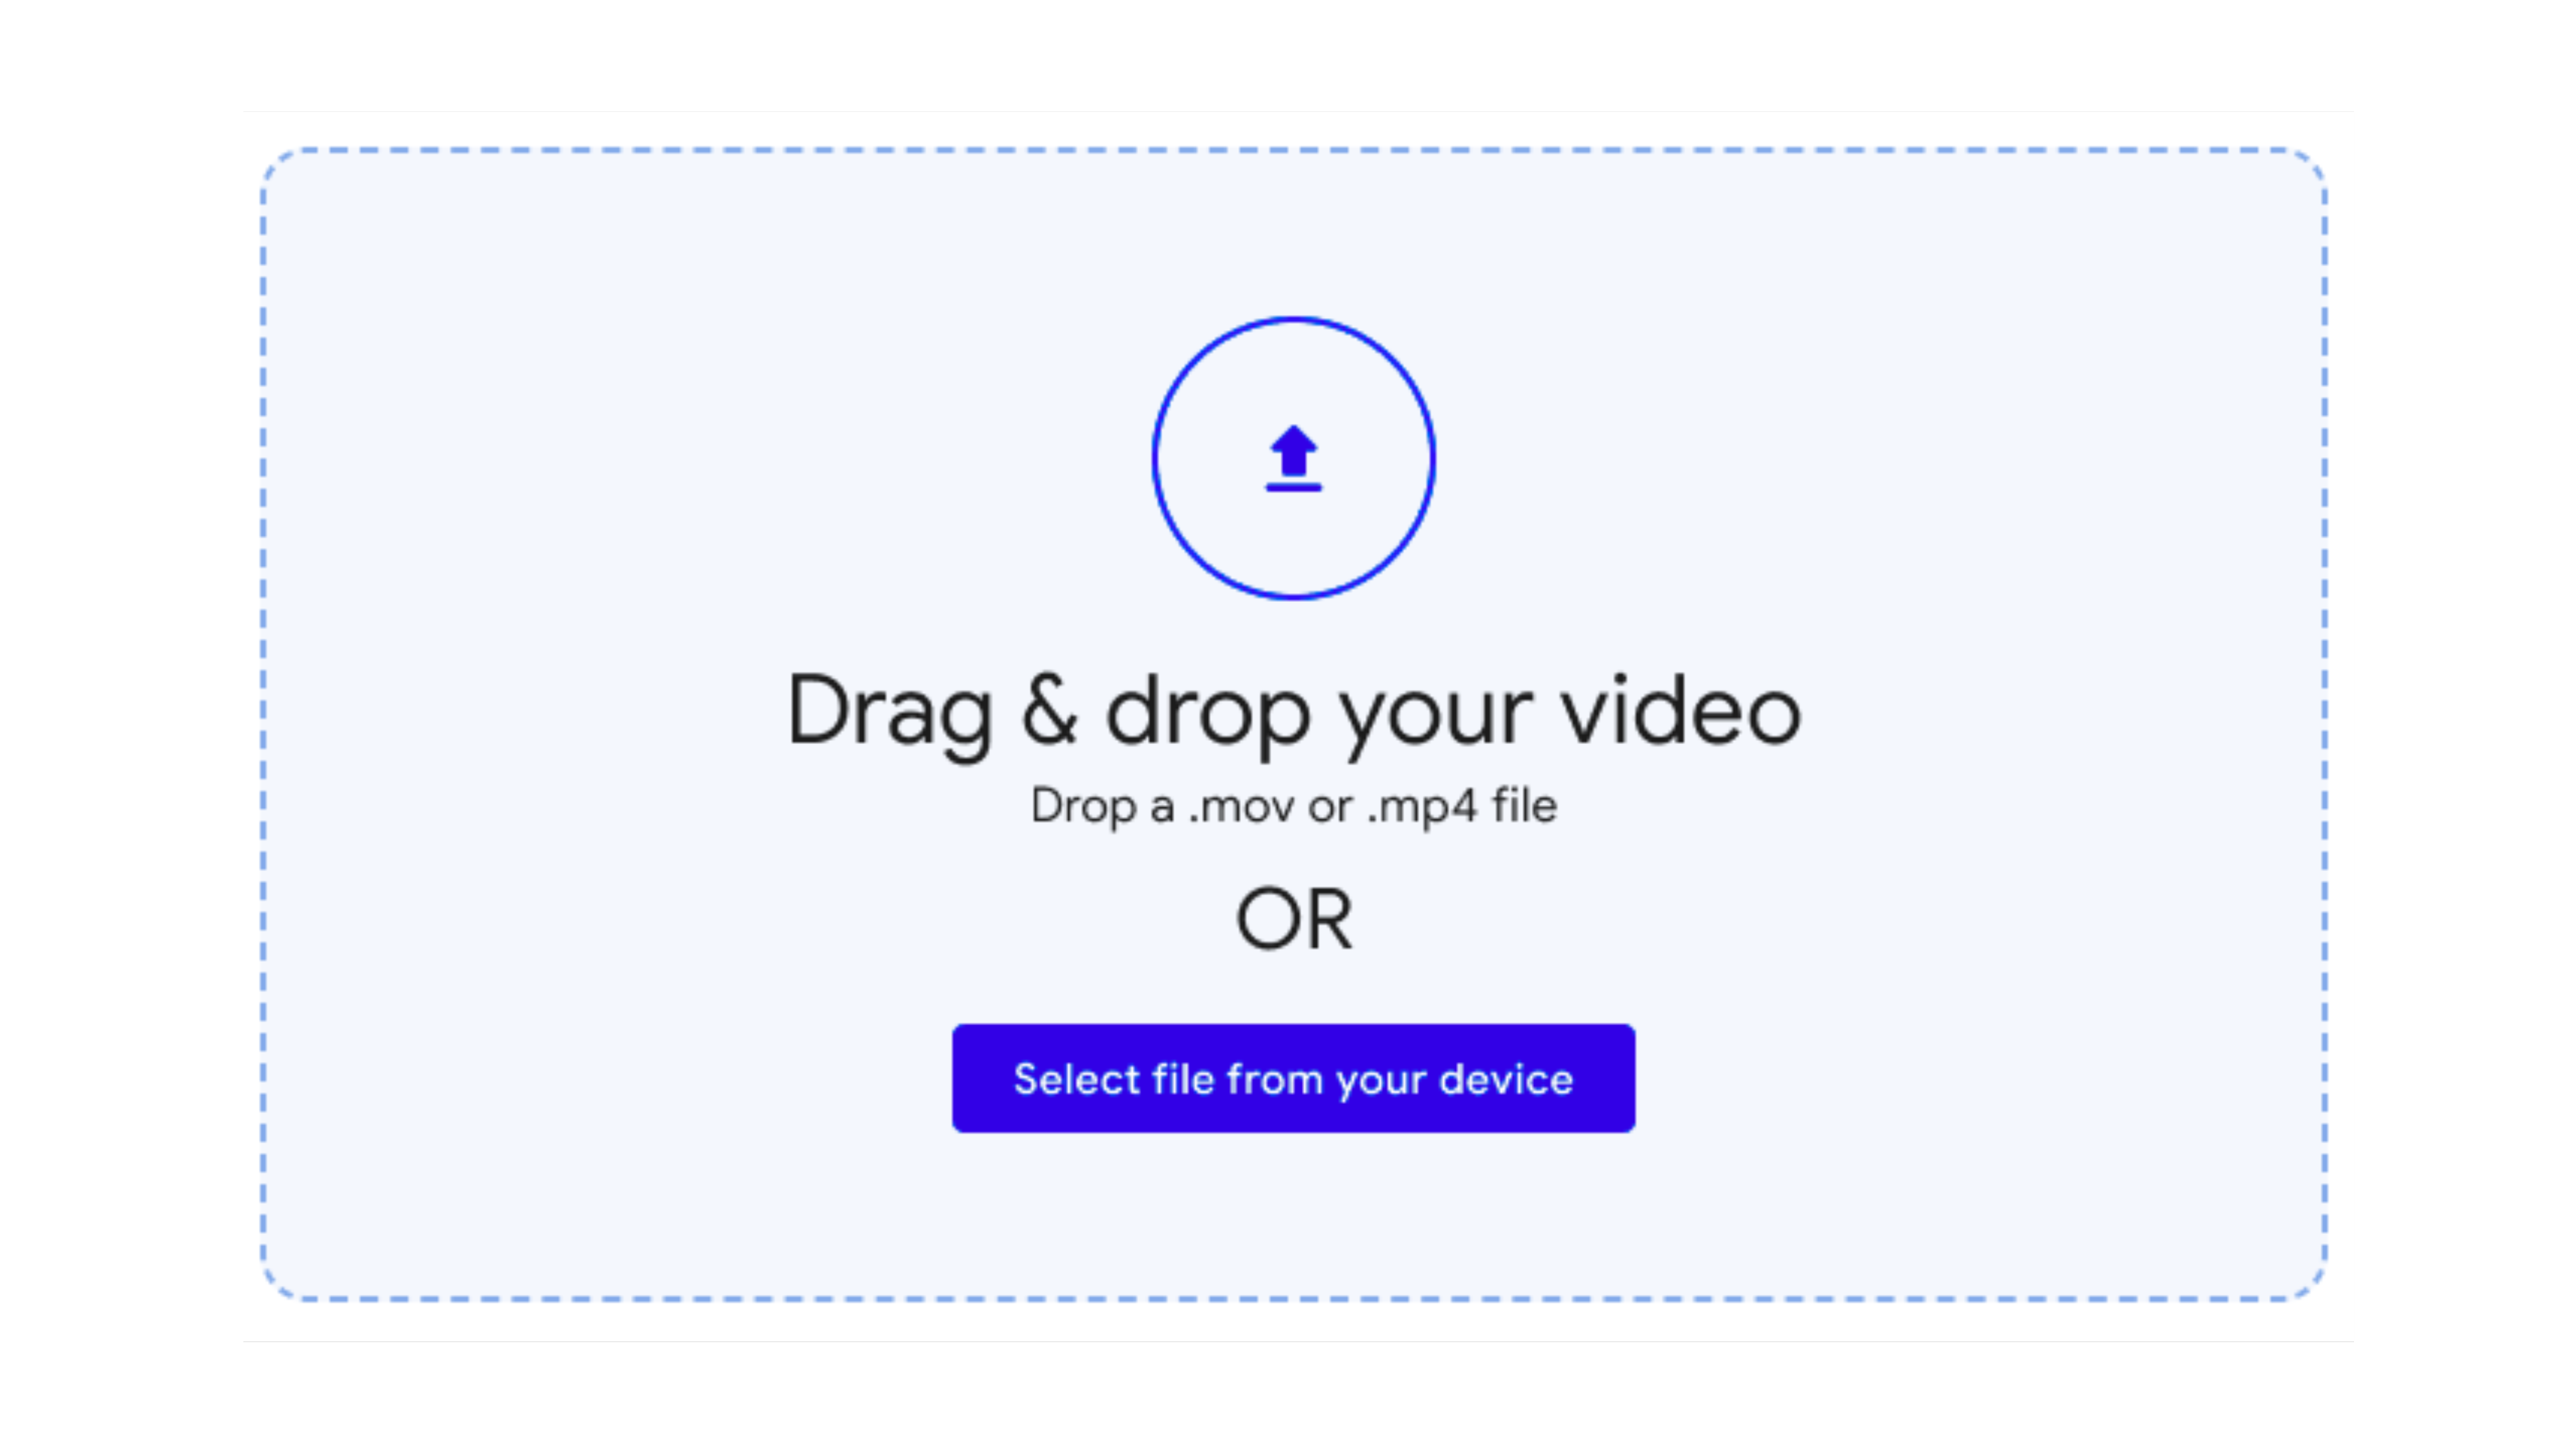 Drag & drop your video
Drop a .mov or .mp4 file
OR
Select file from your device